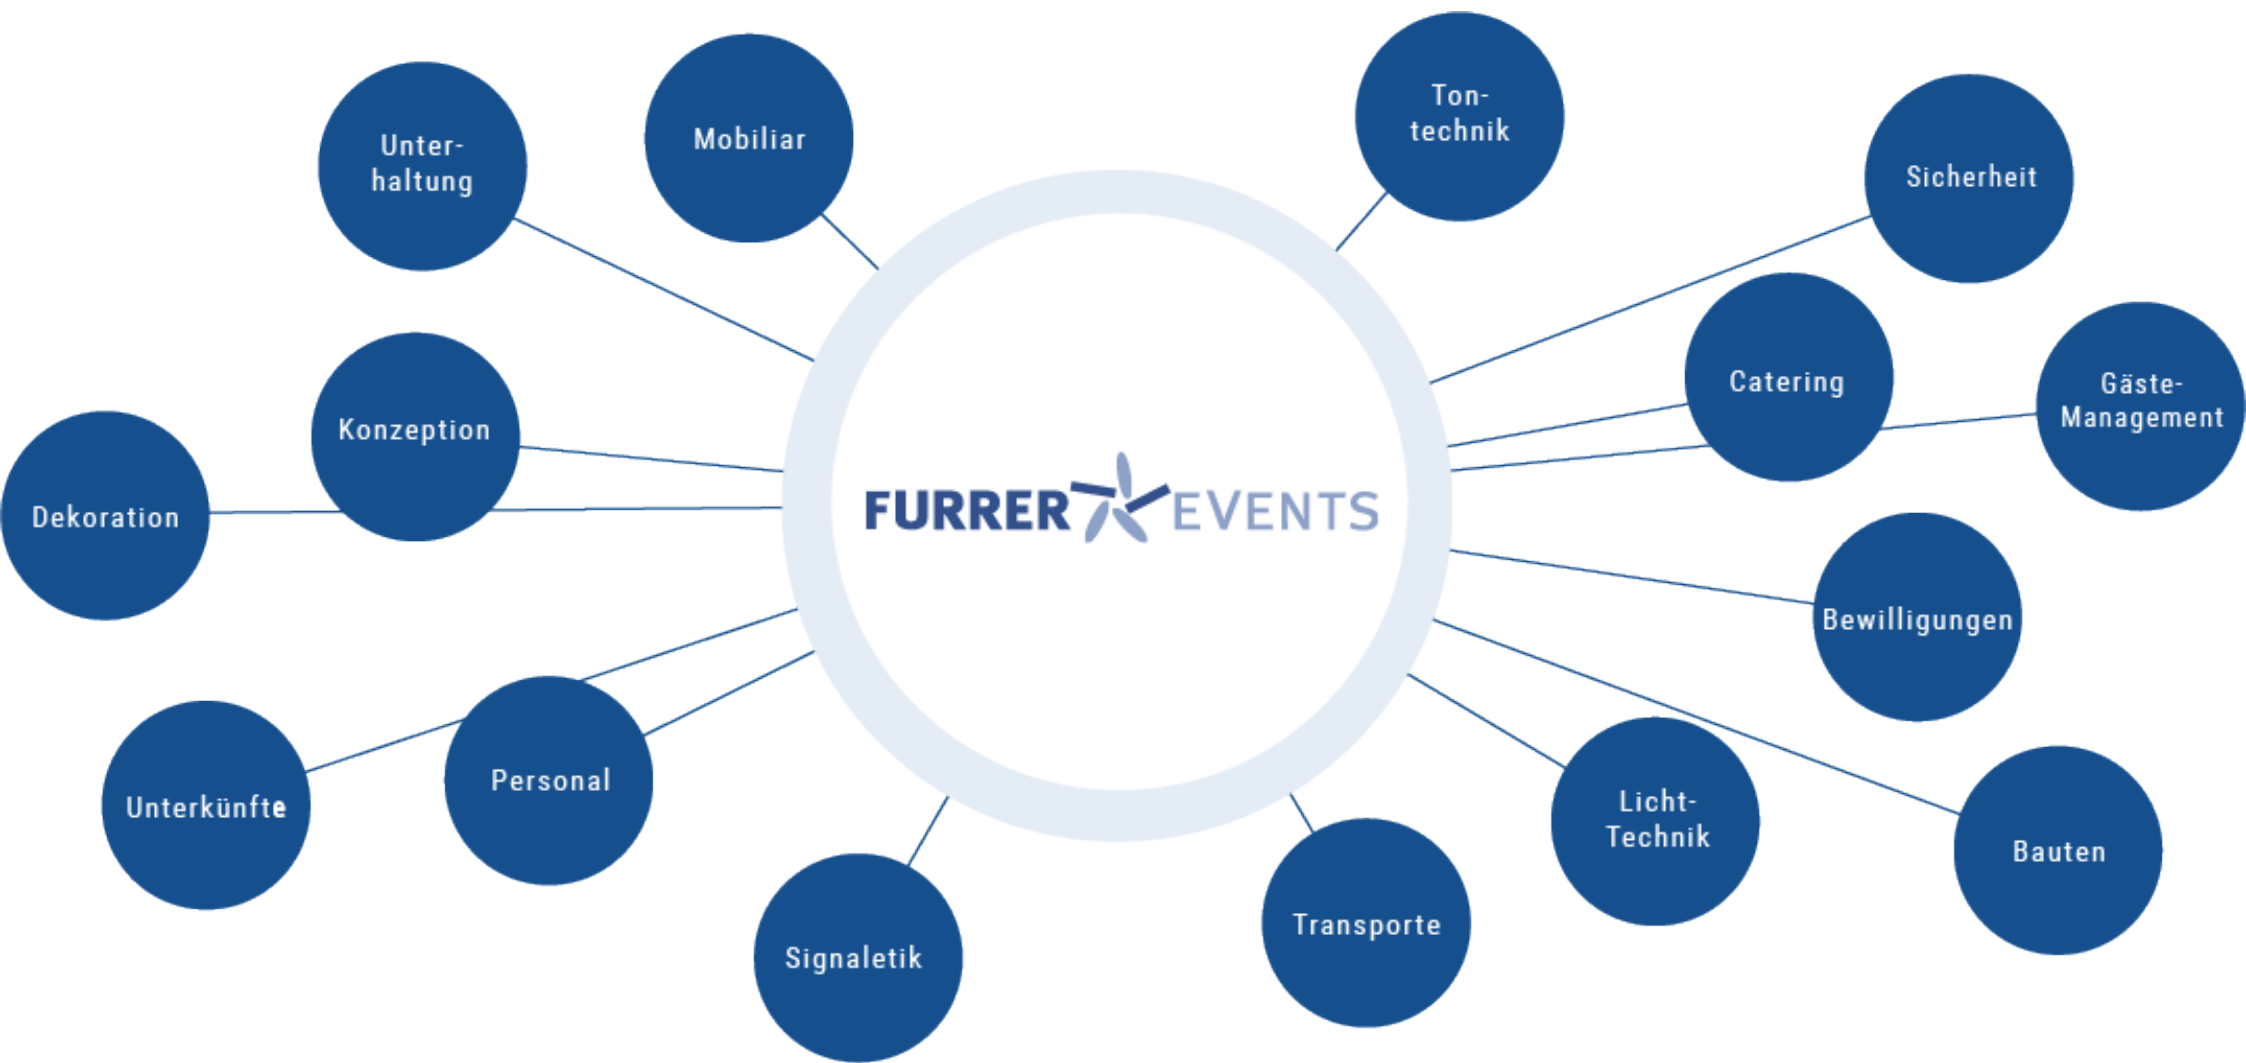 Unter-
haltung
Mobiliar
Ton-
technik
Sicherheit
Konzeption
Catering
Gäste-
Management
Dekoration
FURRER EVENTS
Bewilligungen
Unterkünfte
Personal
Licht-
Technik
Bauten
Signaletik
Transporte